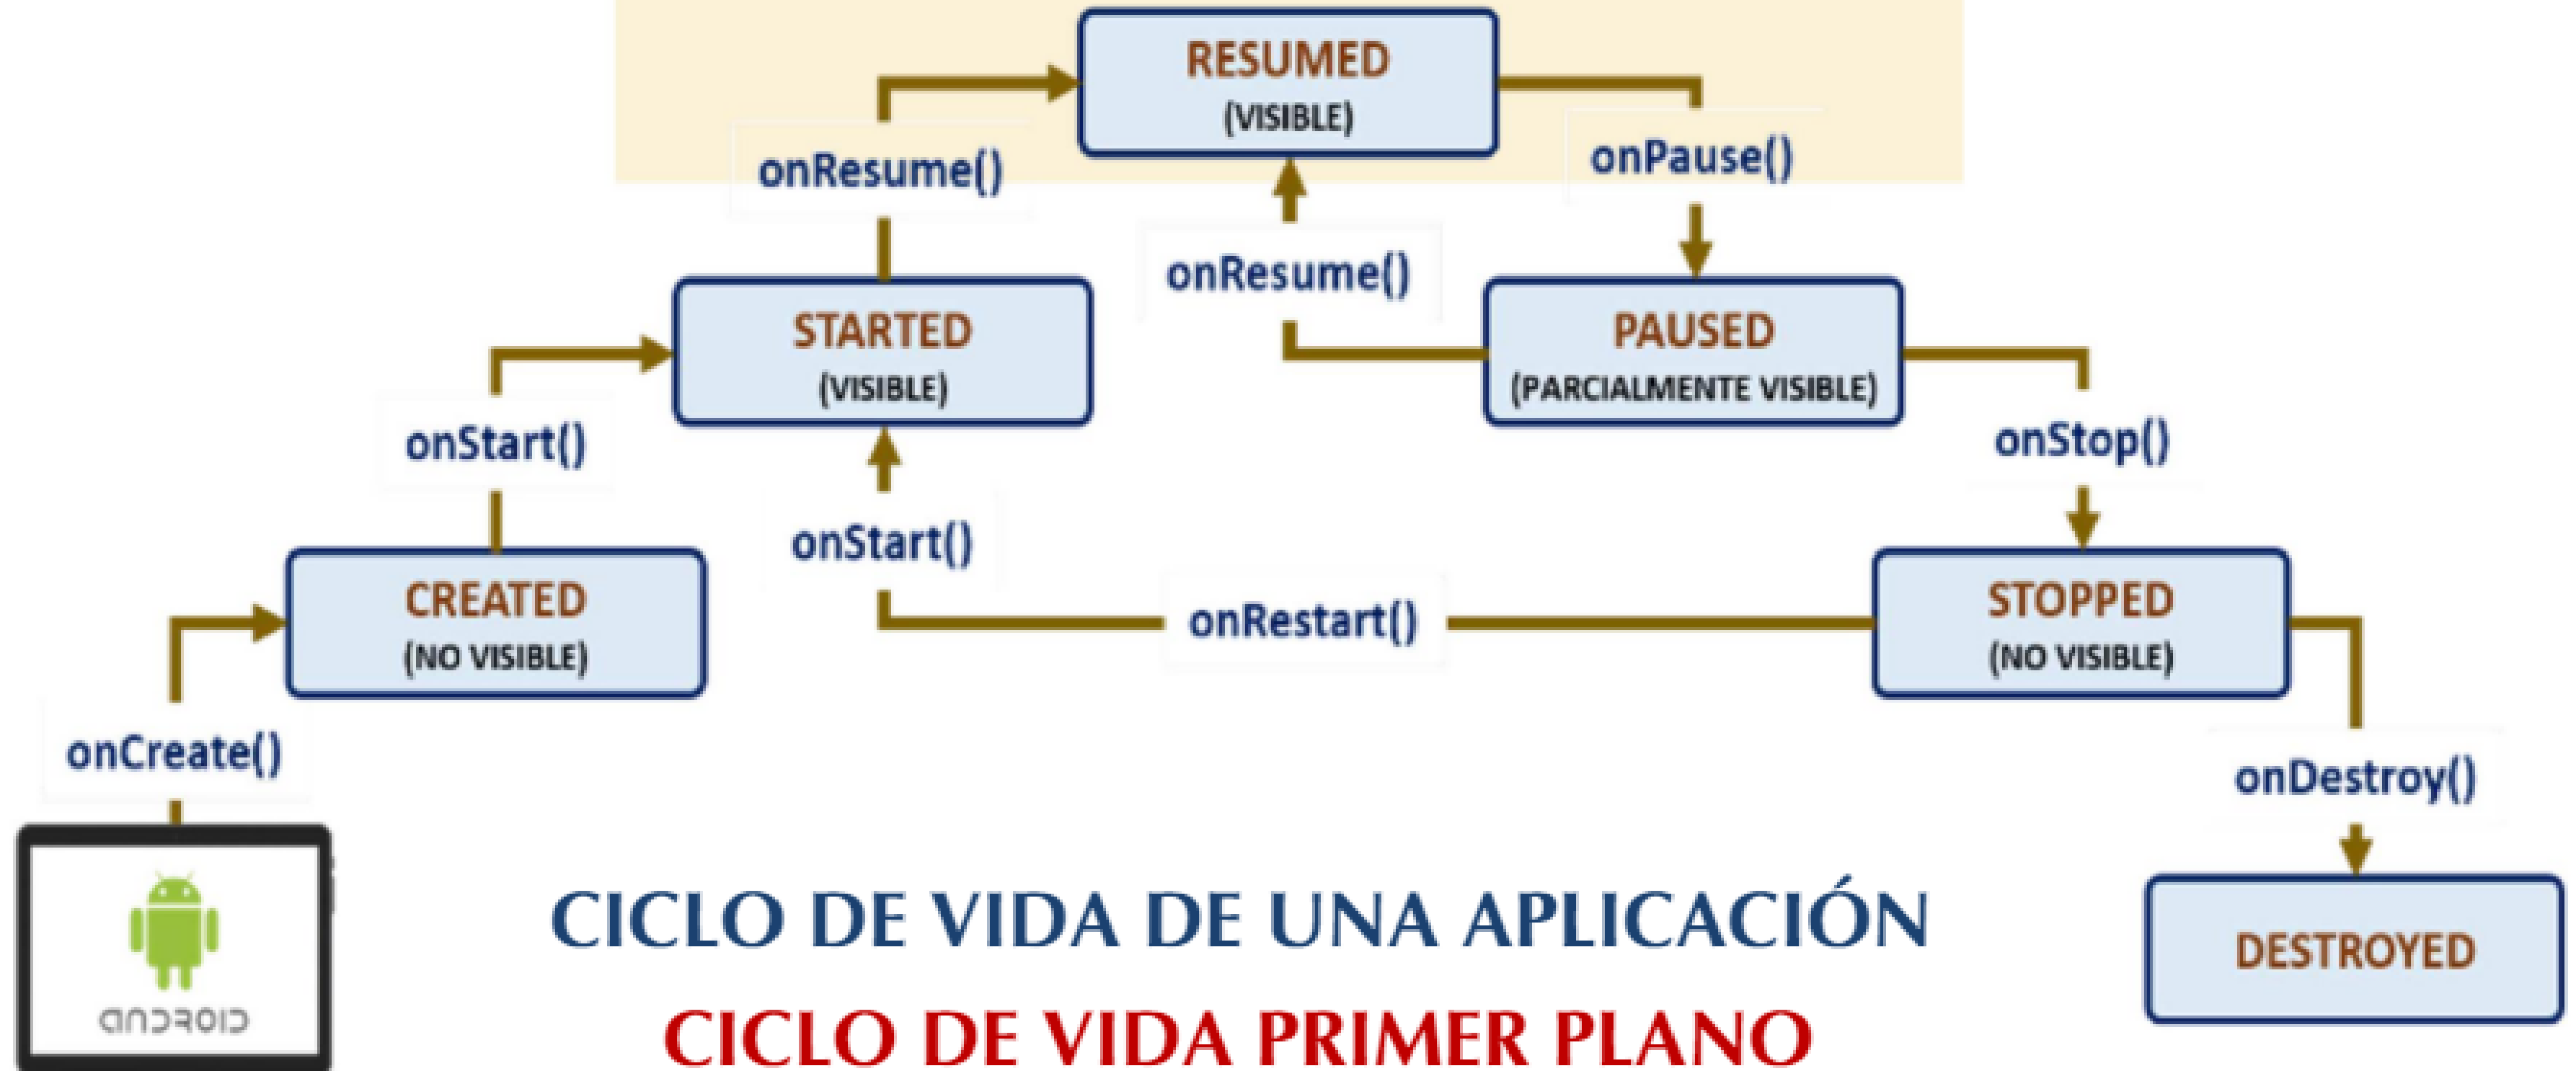 RESUMED
(VISIBLE)
onResume()
onPause()
onResume()
STARTED
(VISIBLE)
PAUSED
(PARCIALMENTE VISIBLE)
onStart()
onStop()
onStart()
CREATED
(NO VISIBLE)
onRestart()
STOPPED
(NO VISIBLE)
onCreate()
onDestroy()
CICLO DE VIDA DE UNA APLICACIÓN
DESTROYED
ANDROID
CICLO DE VIDA PRIMER PLANO